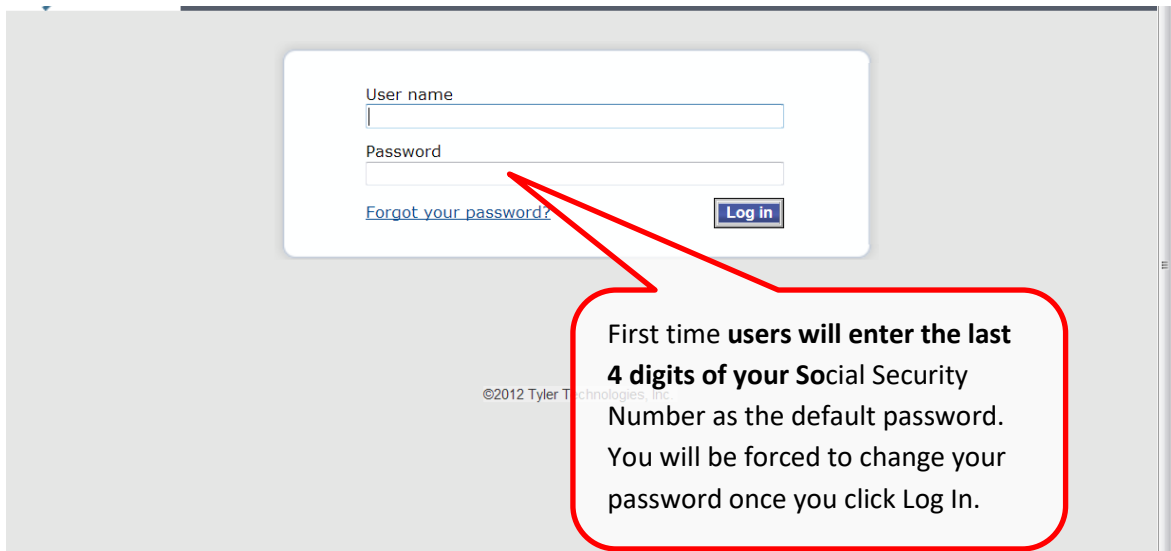 User name
Password
Forgot your password?
Log in
First time users will enter the last
4 digits of your Social Security
Number as the default password.
You will be forced to change your
password once you click Log In.
©2012 Tyler Technologies, Inc.